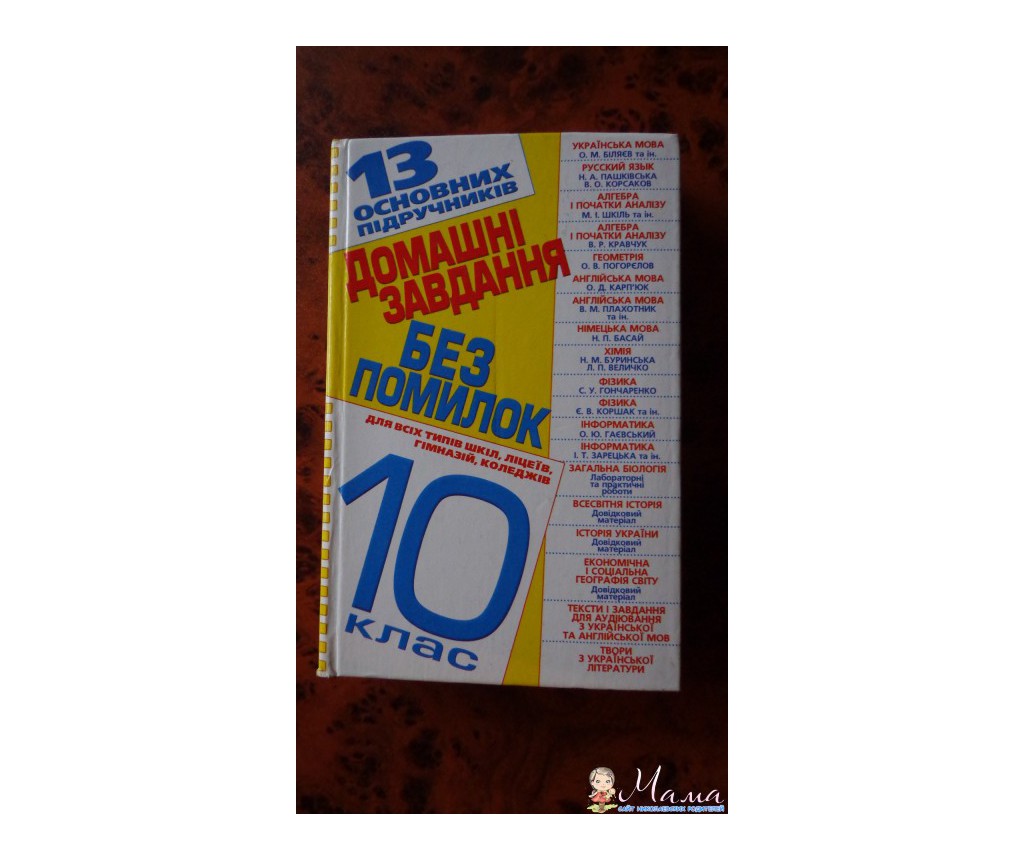 13
ОСНОВНИХ
ПІДРУЧНИКІВ
ДОМАШНІ
ЗАВДАННЯ
БЕЗ
ПОМИЛОК
ДЛЯ ВСІХ ТИПІВ ШКІЛ, ЛІЦЕЇВ,
ГІМНАЗІЙ, КОЛЕДЖІВ
10
клас
УКРАЇНСЬКА МОВА
О. М. БІЛЯЄВ та ін.
РУССКИЙ ЯЗЫК
Н. А. ПАШКІВСЬКА
В. О. КОРСАКОВ
АЛГЕБРА
І ПОЧАТКИ АНАЛІЗУ
М. І. ШКІЛЬ та ін.
АЛГЕБРА
І ПОЧАТКИ АНАЛІЗУ
В. Р. КРАВЧУК
ГЕОМЕТРІЯ
О. В. ПОГОРЄЛОВ
АНГЛІЙСЬКА МОВА
О. Д. КАРП'ЮК
АНГЛІЙСЬКА МОВА
В. М. ПЛАХОТНИК
та ін.
НІМЕЦЬКА МОВА
Н. П. БАСАЙ
ХІМІЯ
Н. М. БУРИНСЬКА
Л. П. ВЕЛИЧКО
ФІЗИКА
С. У. ГОНЧАРЕНКО
ФІЗИКА
Є. В. КОРШАК та ін.
ІНФОРМАТИКА
О. Ю. ГАЄВСЬКИЙ
ІНФОРМАТИКА
І. Т. ЗАРЕЦЬКА та ін.
ЗАГАЛЬНА БІОЛОГІЯ
Лабораторні
та практичні
роботи
ВСЕСВІТНЯ ІСТОРІЯ
Довідковий
матеріал
ІСТОРІЯ УКРАЇНИ
Довідковий
матеріал
ЕКОНОМІЧНА
І СОЦІАЛЬНА
ГЕОГРАФІЯ СВІТУ
Довідковий
матеріал
ТЕКСТИ І ЗАВДАННЯ
ДЛЯ АУДІЮВАННЯ
З УКРАЇНСЬКОЇ
ТА АНГЛІЙСЬКОЇ МОВ
ТВОРИ
З УКРАЇНСЬКОЇ
ЛІТЕРАТУРИ
Мама
САЙТ НИКОЛАЕВСКИХ РОДИТЕЛЕЙ